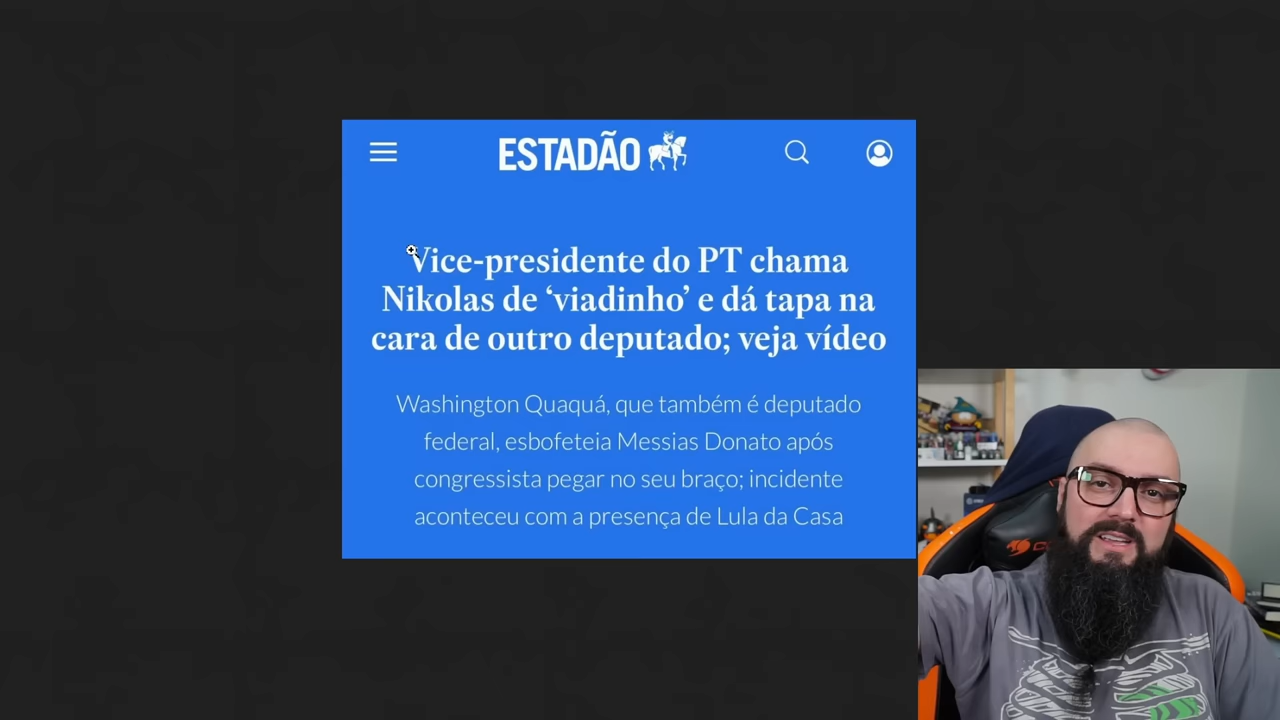 ESTADÃO
Vice-presidente do PT chama
Nikolas de ‘viadinho’ e dá tapa na
cara de outro deputado; veja vídeo
Washington Quaquá, que também é deputado
federal, esbofeteia Messias Donato após
congressista pegar no seu braço; incidente
aconteceu com a presença de Lula da Casa